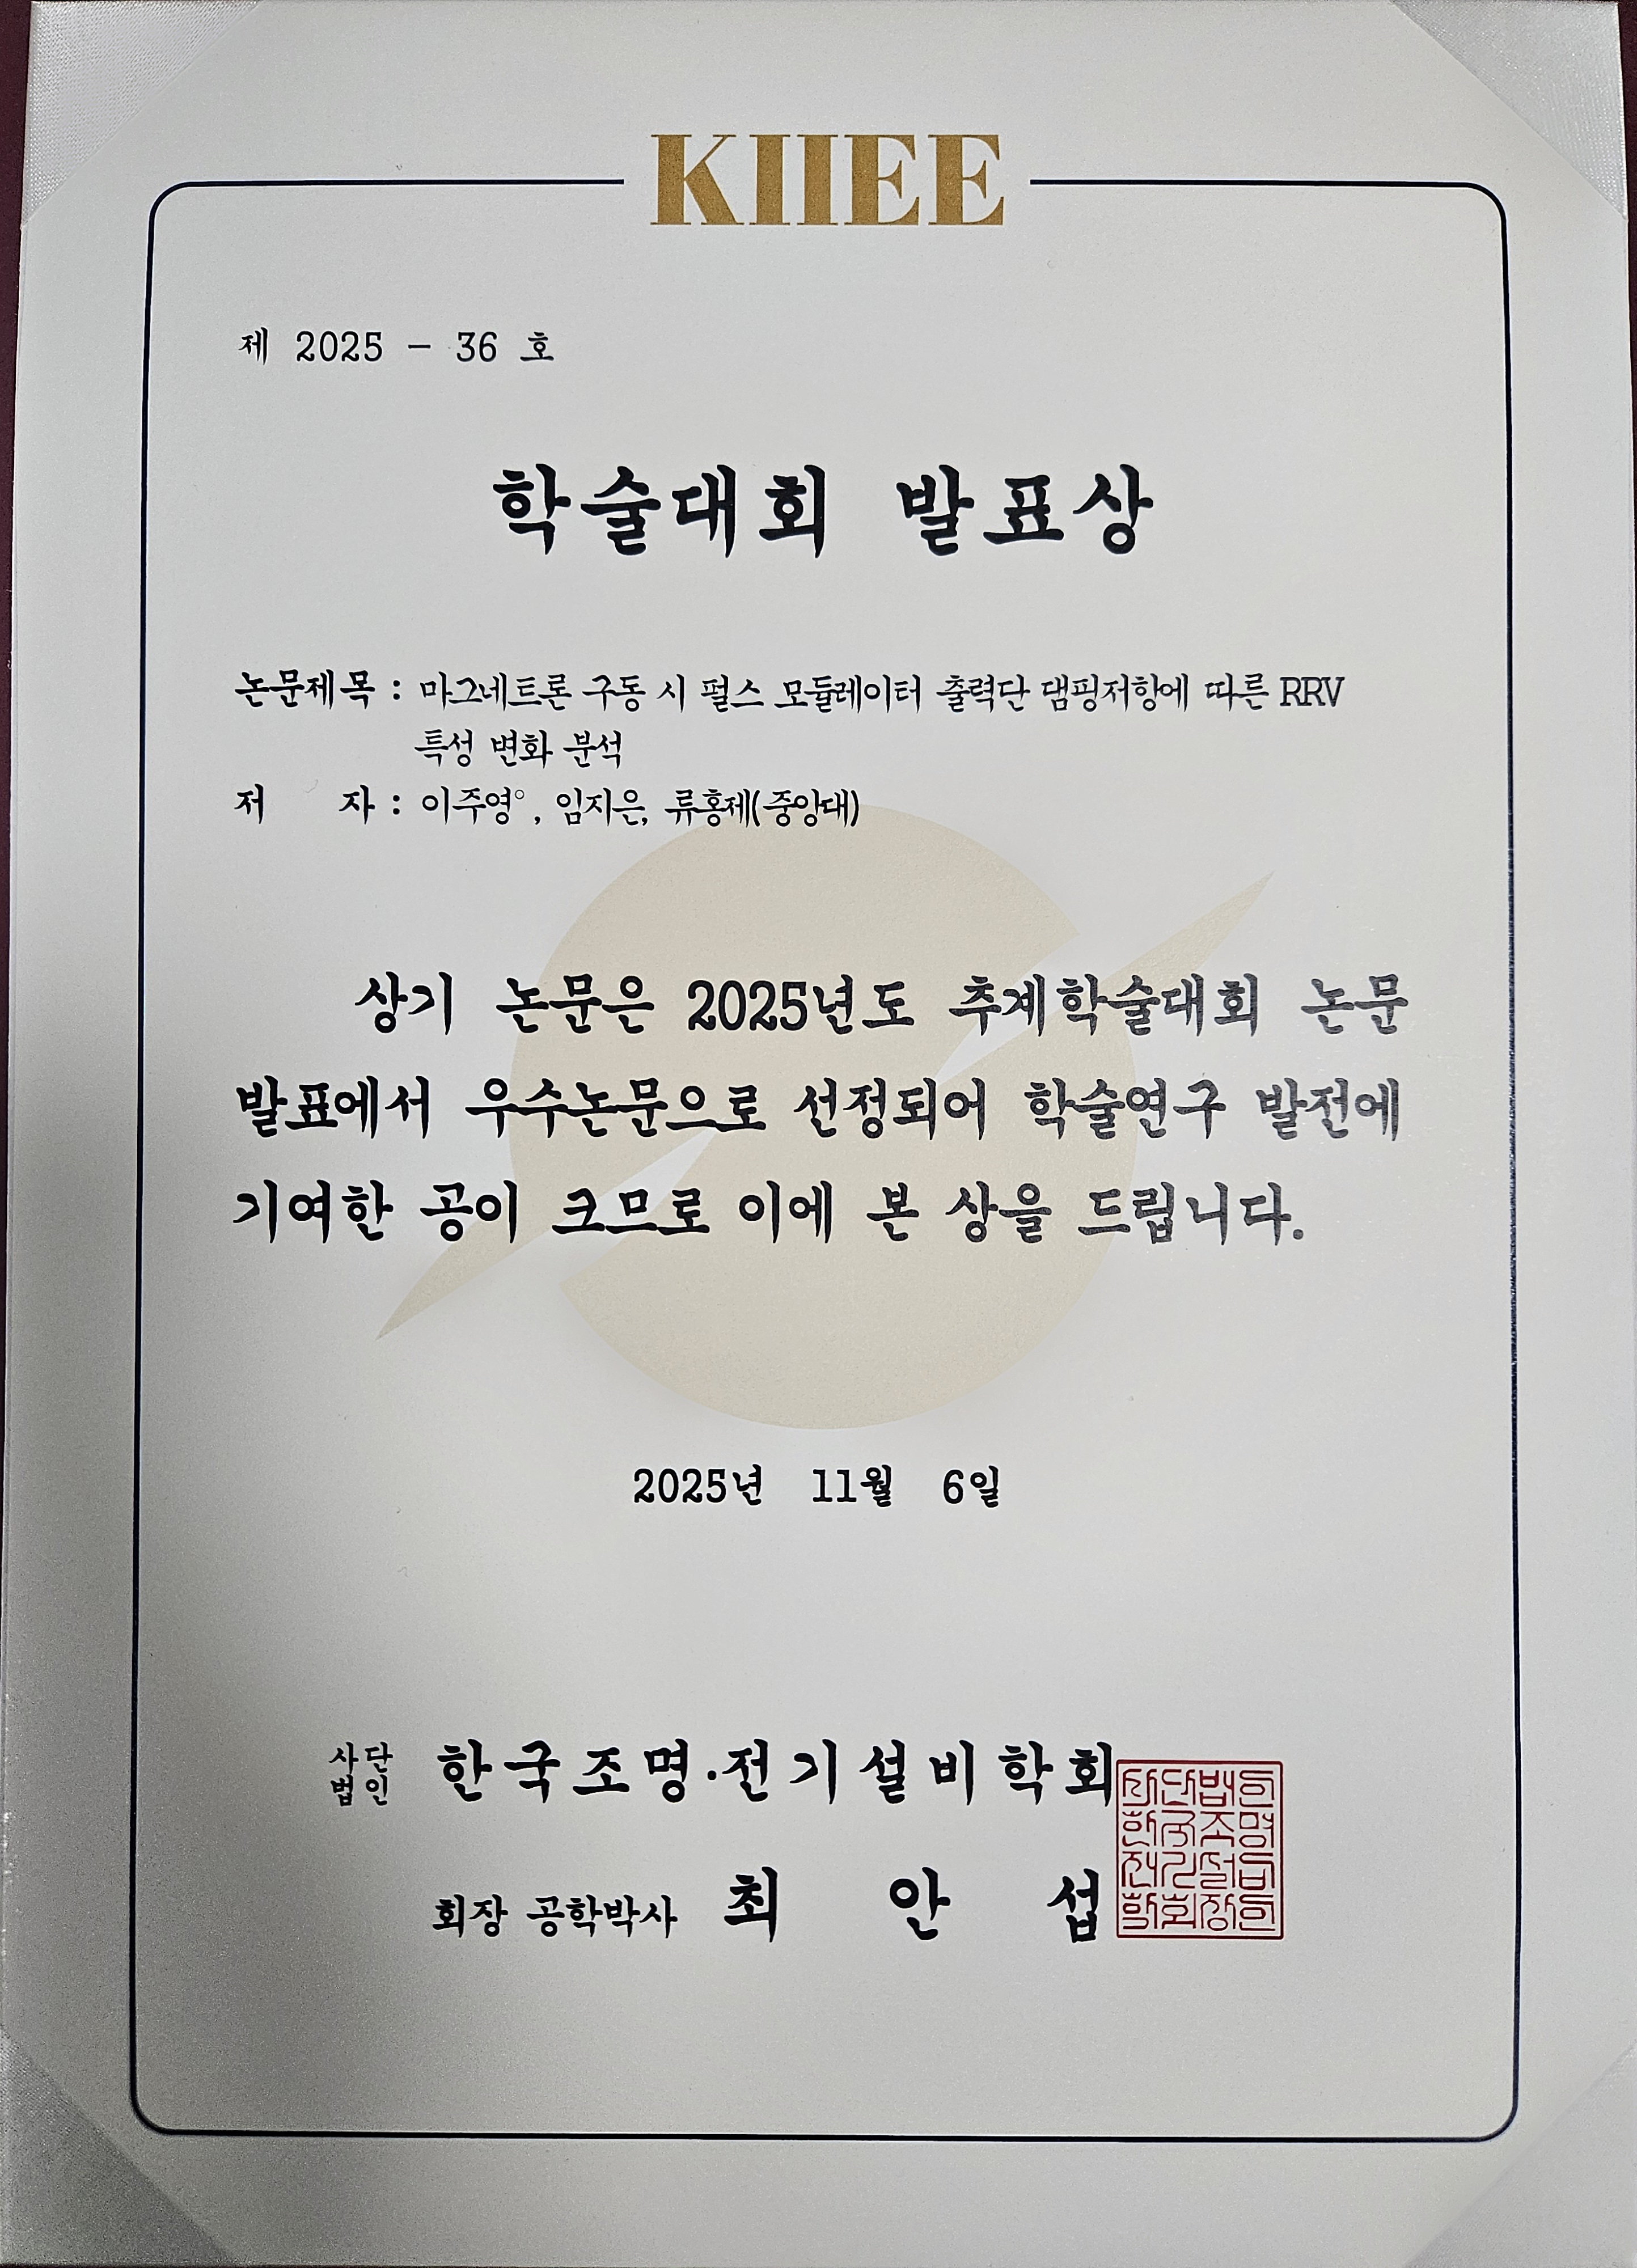 KIIEE
제 2025 - 36 호
학술대회 발표상
논문제목 : 마그네트론 구동 시 펄스 모듈레이터 출력단 댐핑저항에 따른 RRV
특성 변화 분석
저 자 : 이주영°, 임지은, 류홍제(중앙대)
상기 논문은 2025년도 추계학술대회 논문
발표에서 우수논문으로 선정되어 학술연구 발전에
기여한 공이 크므로 이에 본 상을 드립니다.
2025년 11월 6일
사단법인 한국조명·전기설비학회
회장 공학박사 최 안 섭